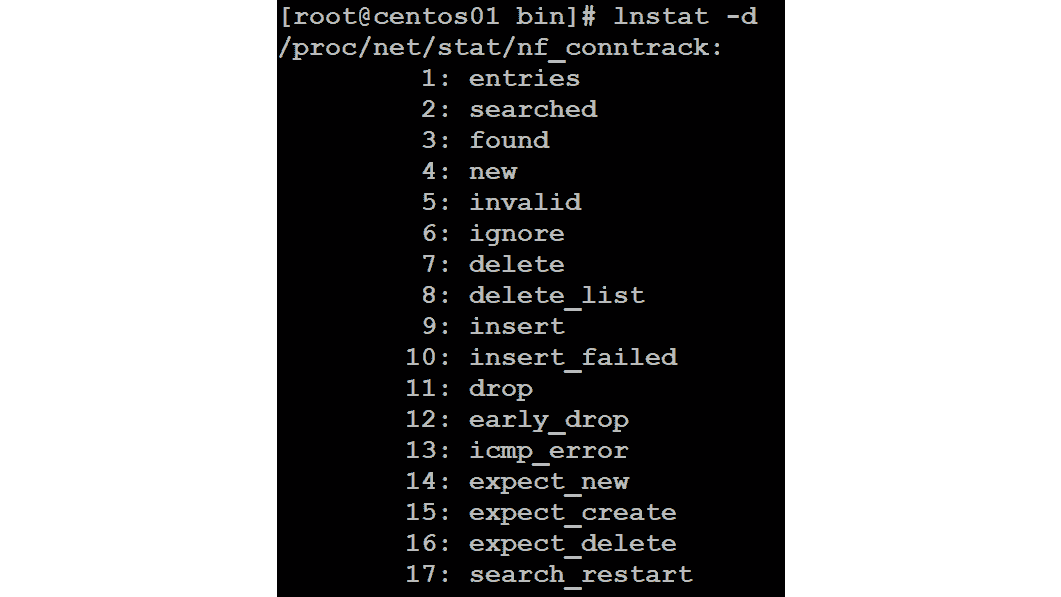 [root@centos01 bin]# lnstat -d
/proc/net/stat/nf_conntrack:
1: entries
2: searched
3: found
4: new
5: invalid
6: ignore
7: delete
8: delete_list
9: insert
10: insert_failed
11: drop
12: early_drop
13: icmp_error
14: expect_new
15: expect_create
16: expect_delete
17: search_restart